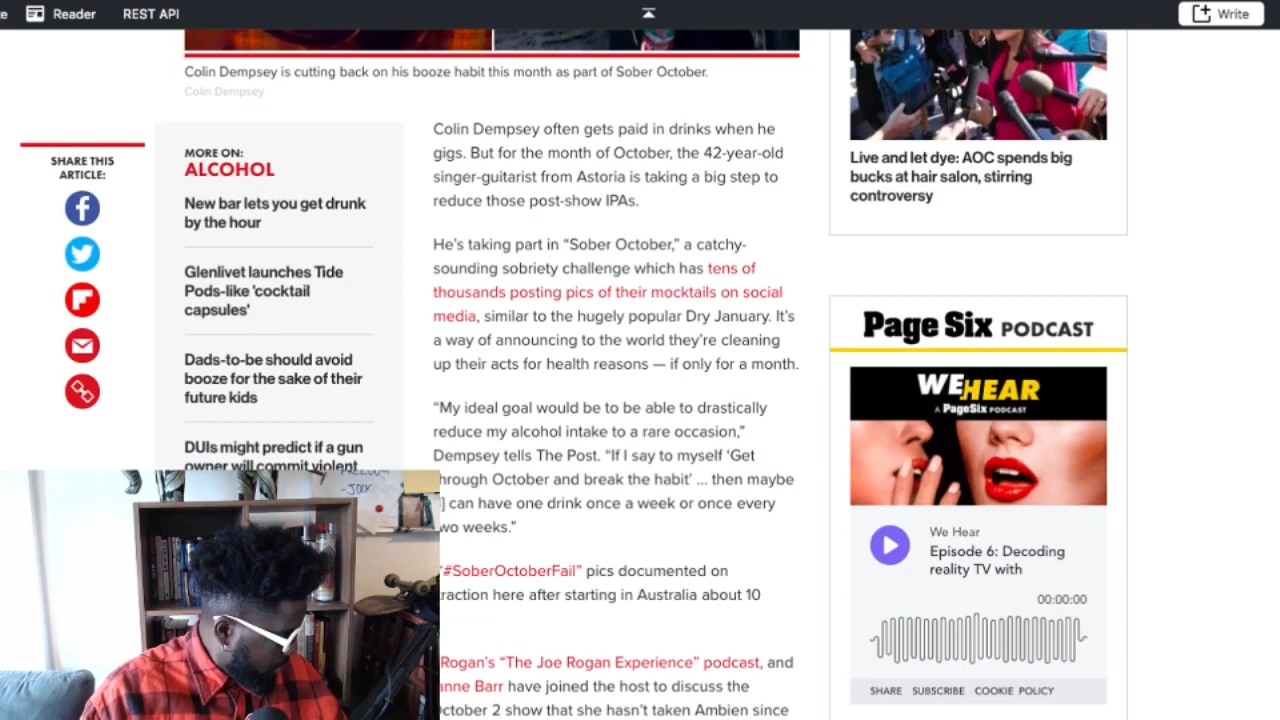 Reader
REST API
Write
Colin Dempsey is cutting back on his booze habit this month as part of Sober October.
Colin Dempsey
SHARE THIS
ARTICLE:
MORE ON:
ALCOHOL
New bar lets you get drunk
by the hour
Glenlivet launches Tide
Pods-like 'cocktail
capsules'
Dads-to-be should avoid
booze for the sake of their
future kids
DUIs might predict if a gun
owner will commit violent
Colin Dempsey often gets paid in drinks when he
gigs. But for the month of October, the 42-year-old
singer-guitarist from Astoria is taking a big step to
reduce those post-show IPAs.
He’s taking part in “Sober October,” a catchy-
sounding sobriety challenge which has tens of
thousands posting pics of their mocktails on social
media, similar to the hugely popular Dry January. It’s
a way of announcing to the world they’re cleaning
up their acts for health reasons — if only for a month.
“My ideal goal would be to be able to drastically
reduce my alcohol intake to a rare occasion,”
Dempsey tells The Post. “If I say to myself ‘Get
hrough October and break the habit’ ... then maybe
] can have one drink once a week or once every
wo weeks.”
“#SoberOctoberFail” pics documented on
raction here after starting in Australia about 10
Rogan’s “The Joe Rogan Experience” podcast, and
anne Barr have joined the host to discuss the
ctober 2 show that she hasn’t taken Ambien since
Live and let dye: AOC spends big
bucks at hair salon, stirring
controversy
Page Six PODCAST
WE HEAR
A PageSix PODCAST
We Hear
Episode 6: Decoding
reality TV with
00:00:00
SHARE SUBSCRIBE COOKIE POLICY